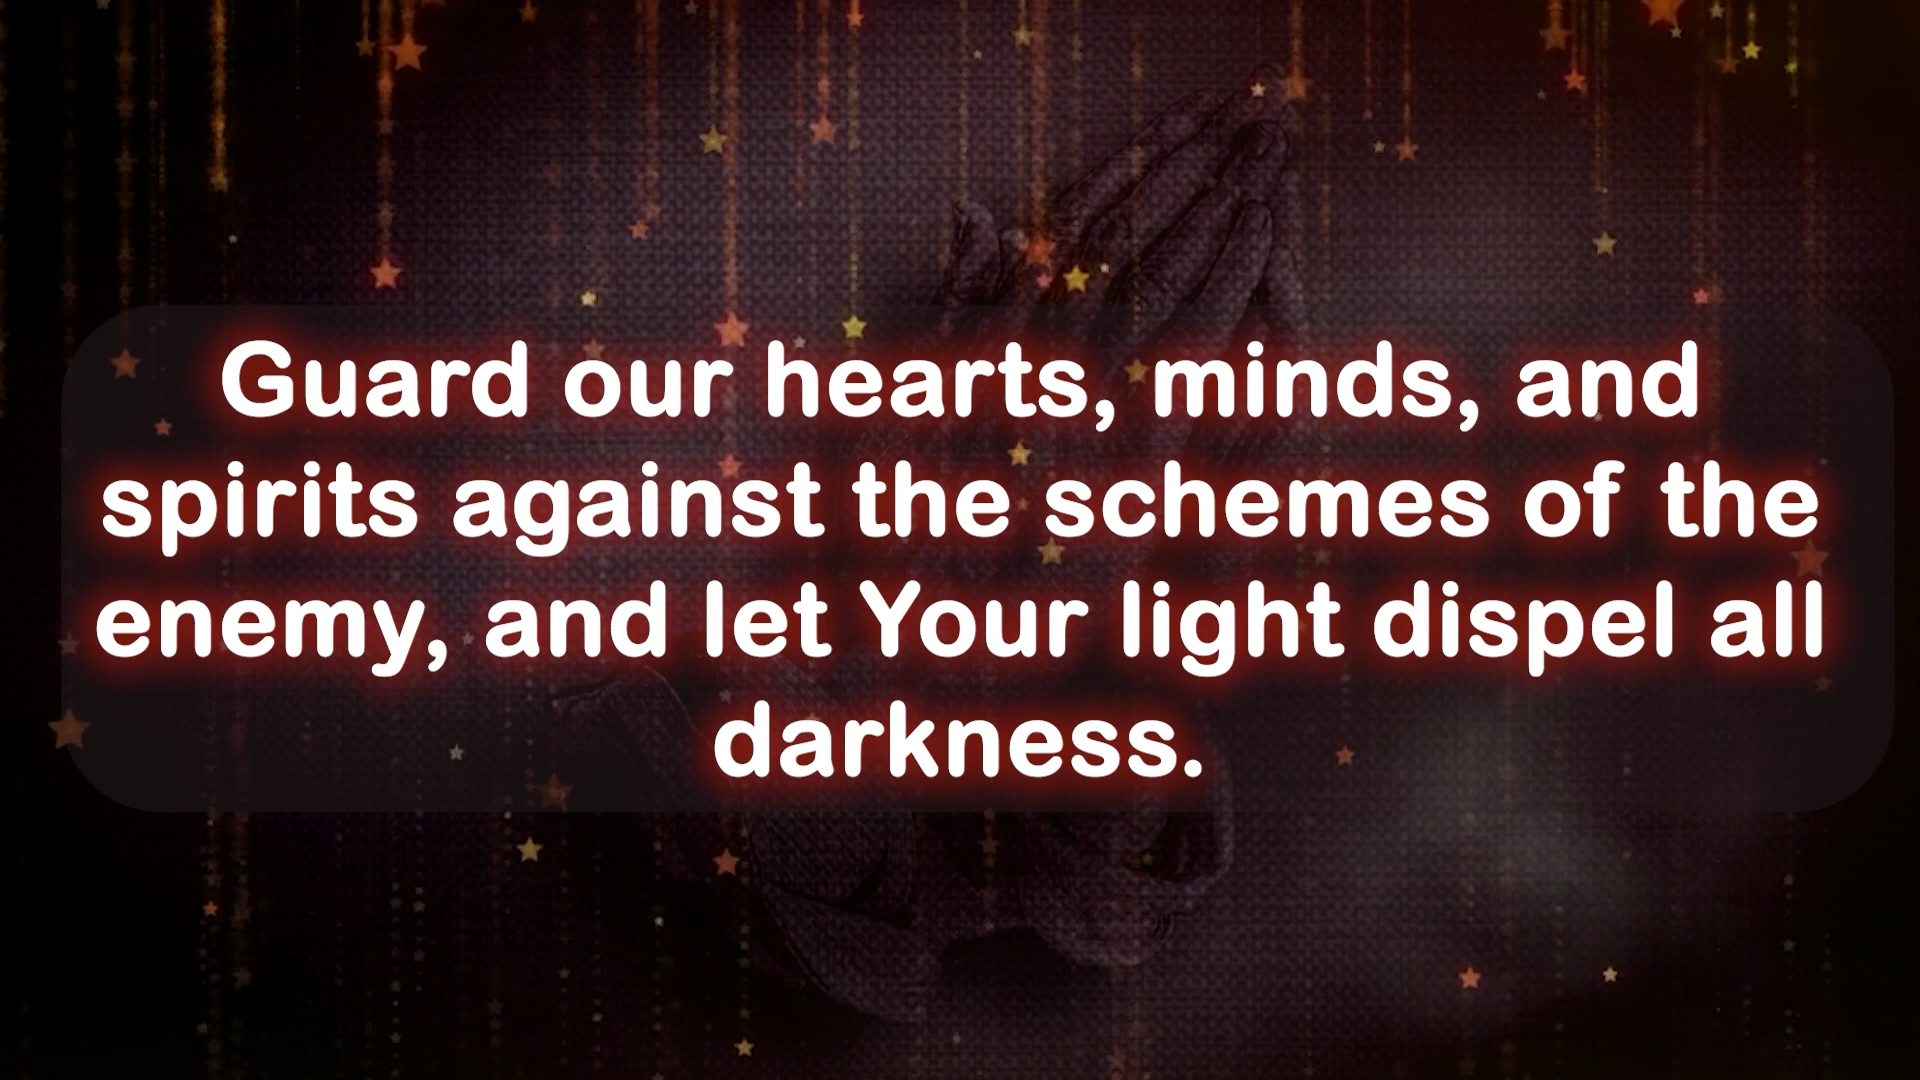 Guard our hearts, minds, and
spirits against the schemes of the
enemy, and let Your light dispel all
darkness.